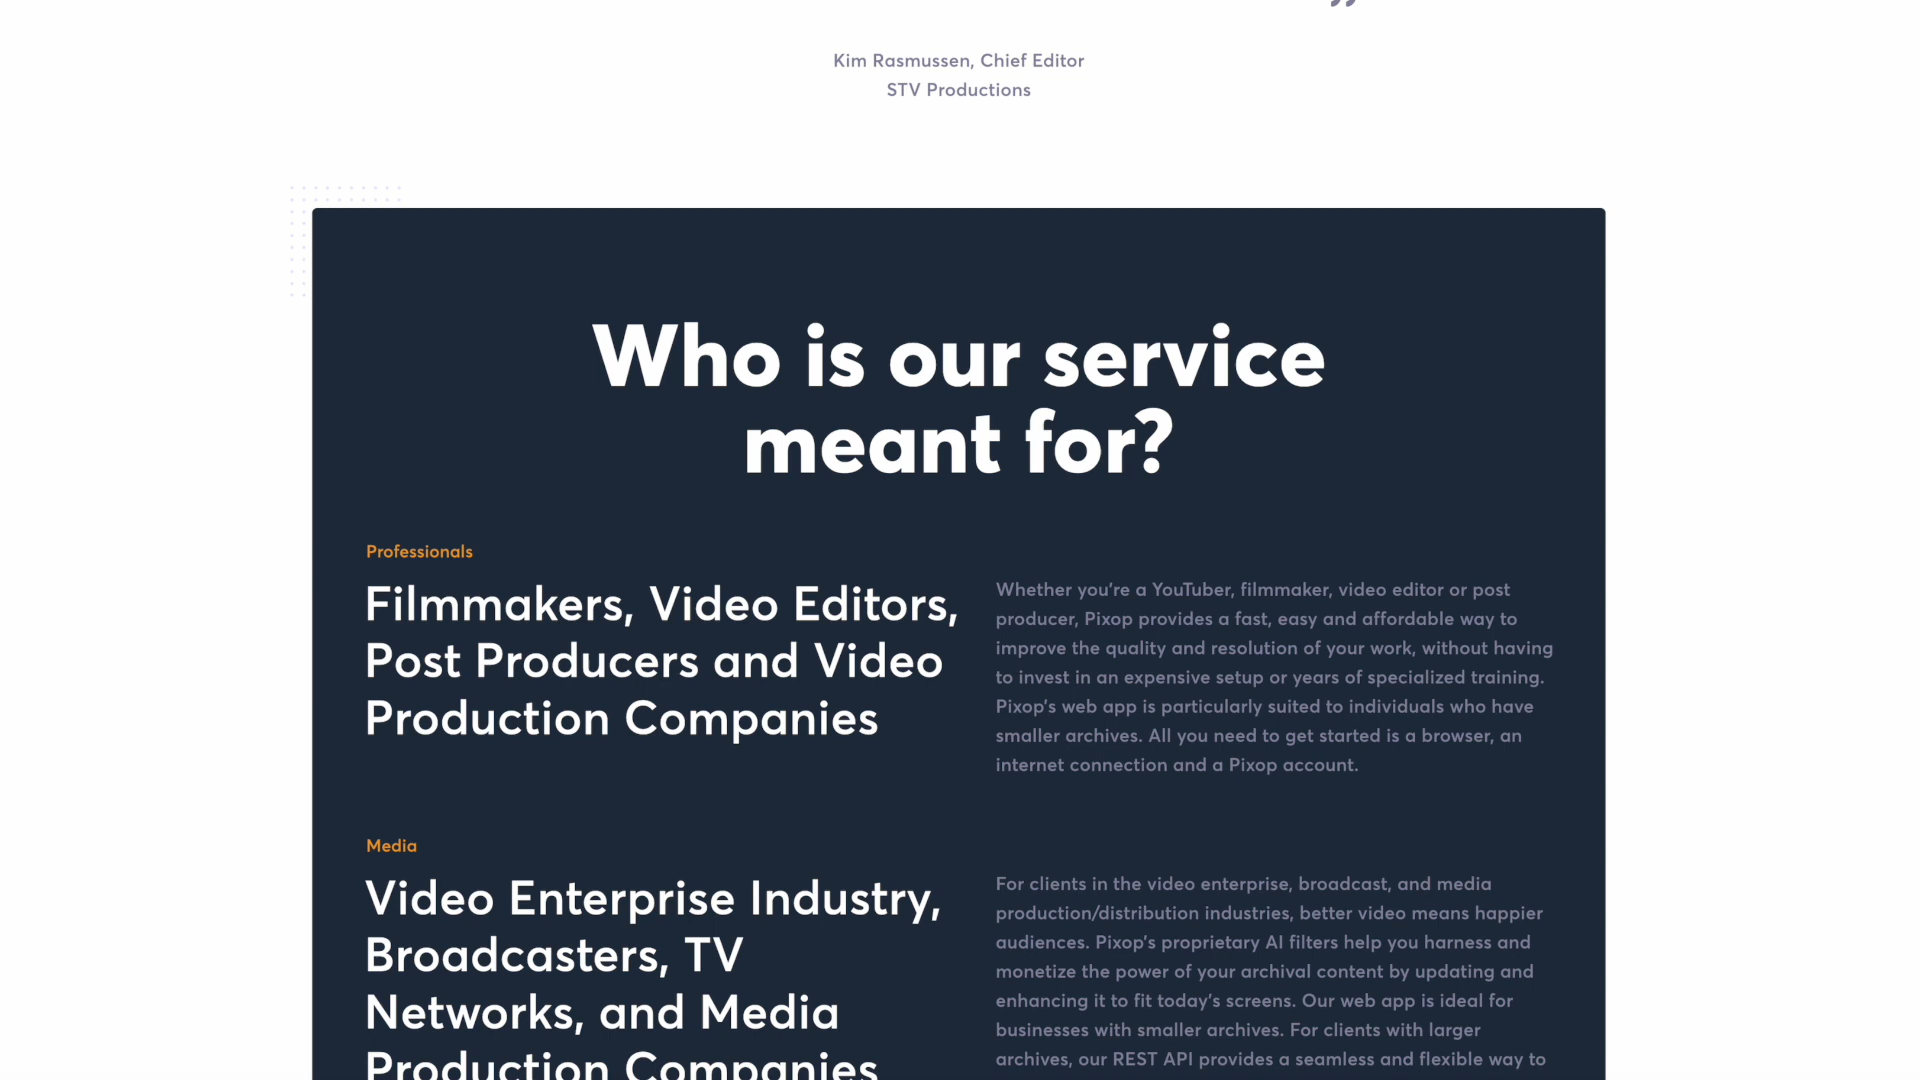 ”
Kim Rasmussen, Chief Editor
STV Productions
Who is our service
meant for?
Professionals
Filmmakers, Video Editors,
Post Producers and Video
Production Companies
Whether you’re a YouTuber, filmmaker, video editor or post
producer, Pixop provides a fast, easy and affordable way to
improve the quality and resolution of your work, without having
to invest in an expensive setup or years of specialized training.
Pixop’s web app is particularly suited to individuals who have
smaller archives. All you need to get started is a browser, an
internet connection and a Pixop account.
Media
Video Enterprise Industry,
Broadcasters, TV
Networks, and Media
Production Companies
For clients in the video enterprise, broadcast, and media
production/distribution industries, better video means happier
audiences. Pixop’s proprietary AI filters help you harness and
monetize the power of your archival content by updating and
enhancing it to fit today’s screens. Our web app is ideal for
businesses with smaller archives. For clients with larger
archives, our REST API provides a seamless and flexible way to